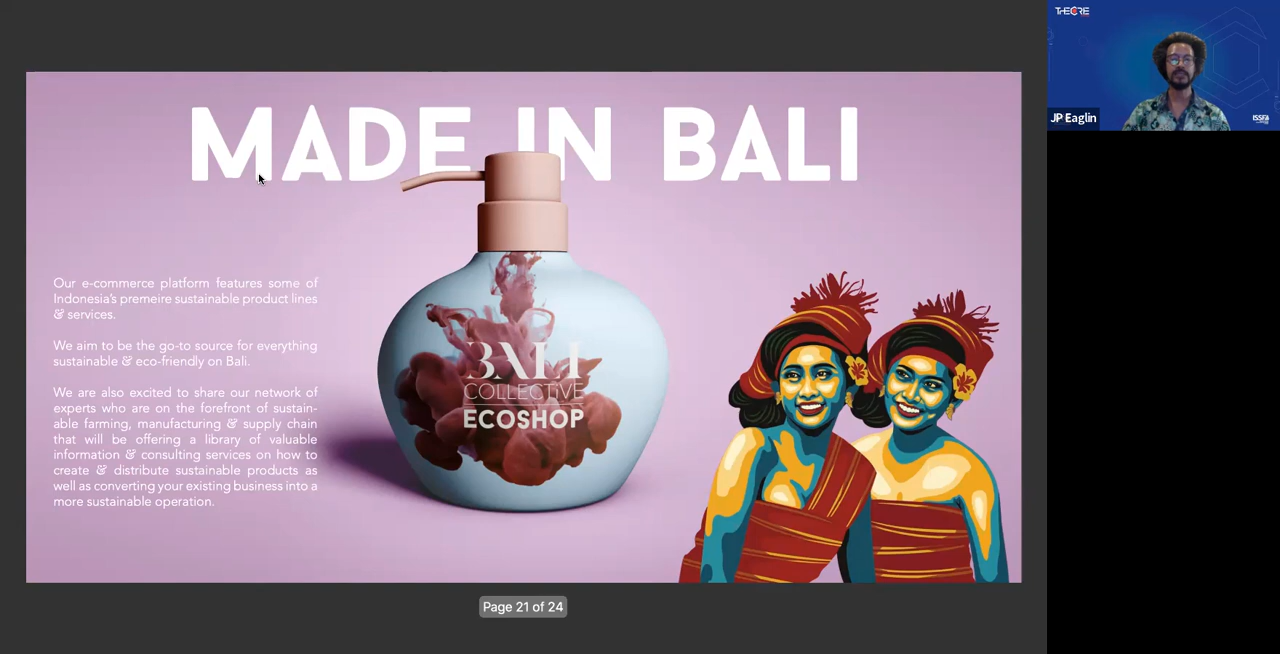 MADE IN BALI
Our e-commerce platform features some of
Indonesia's premeire sustainable product lines
& services.
We aim to be the go-to source for everything
sustainable & eco-friendly on Bali.
We are also excited to share our network of
experts who are on the forefront of sustain-
able farming, manufacturing & supply chain
that will be offering a library of valuable
information & consulting services on how to
create & distribute sustainable products as
well as converting your existing business into a
more sustainable operation.
BALI
COLLECTIVE
ECOSHOP
Page 21 of 24
THECRE
JP Eaglin
ISSFA